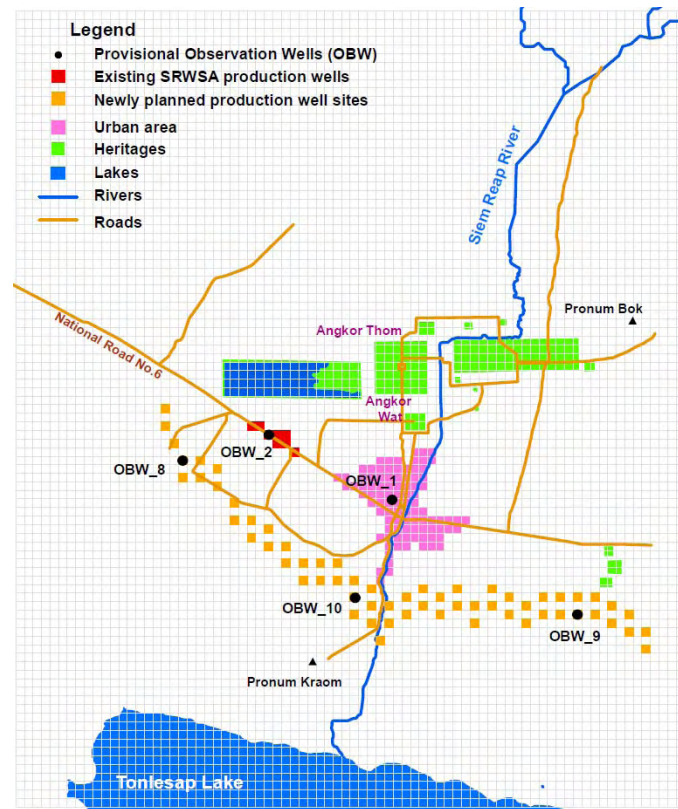 Legend
Provisional Observation Wells (OBW)
Existing SRWSA production wells
Newly planned production well sites
Urban area
Heritages
Lakes
Rivers
Roads
Siem Reap River
Pronum Bok
Angkor Thom
National Road No.6
Angkor
Wat
OBW_2
OBW_8
OBW_1
OBW_10
OBW_9
Pronum Kraom
Tonlesap Lake